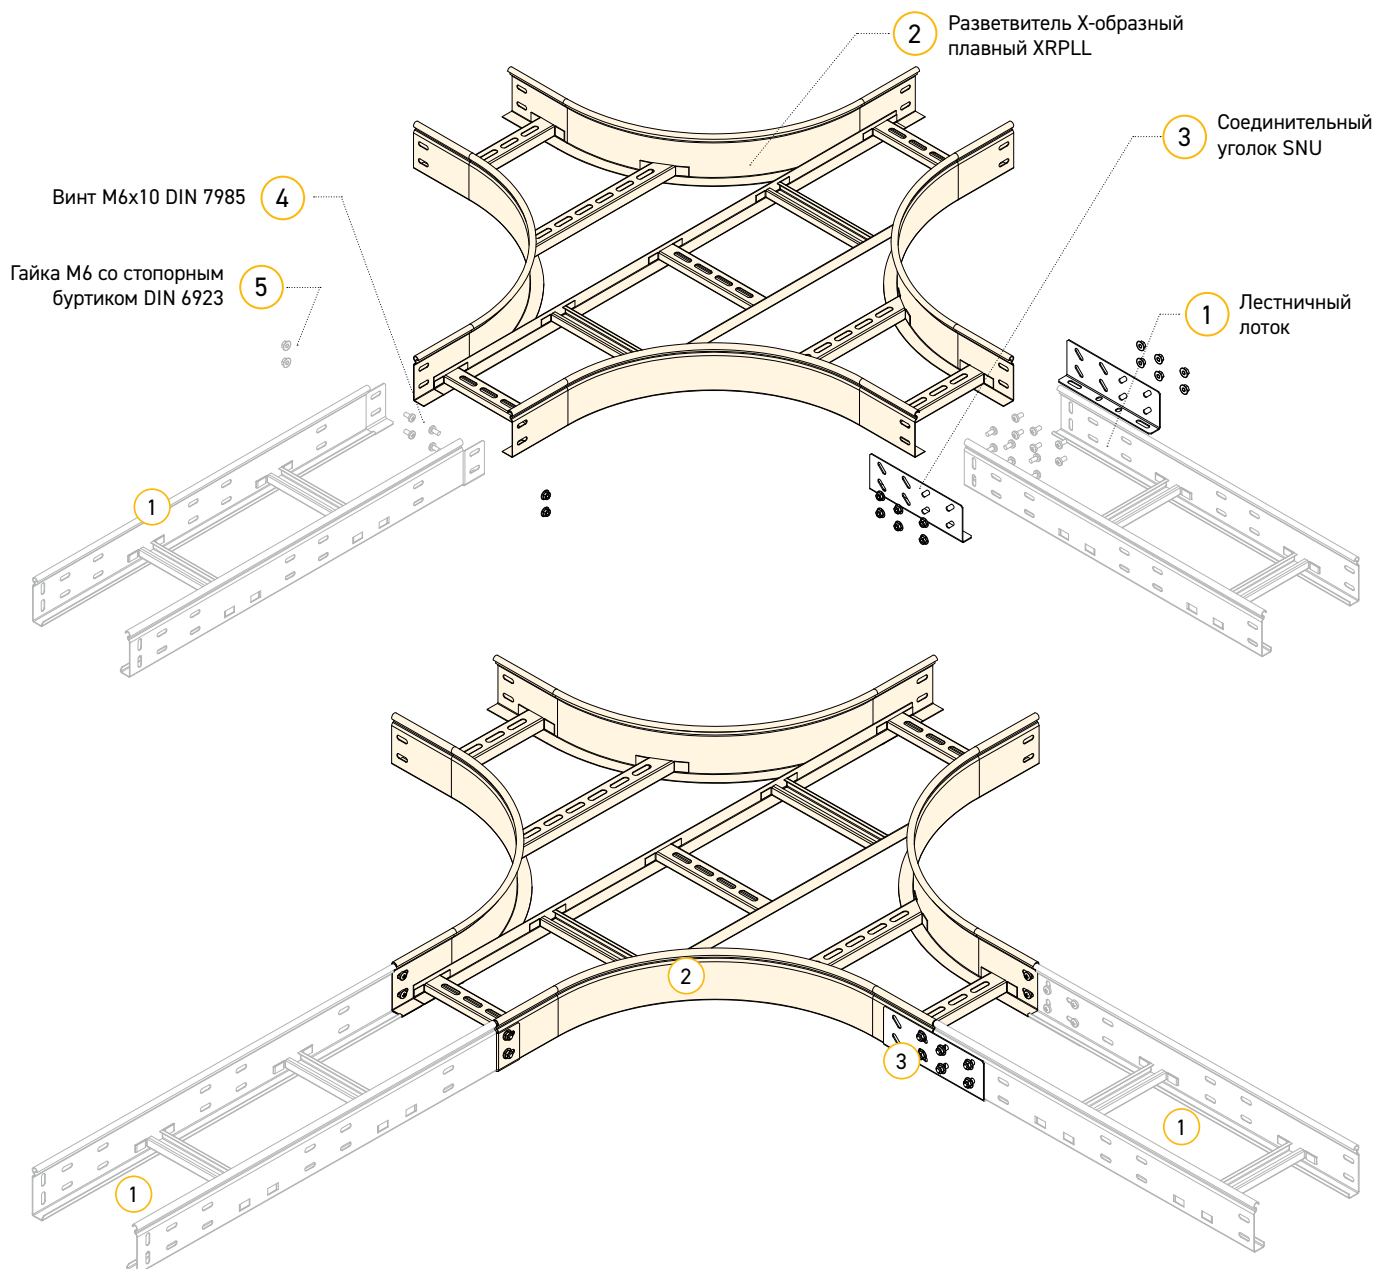 2
Разветвитель X-образный
плавный XRPLL
3
Соединительный
уголок SNU
Винт М6х10 DIN 7985
4
Гайка М6 со стопорным
буртиком DIN 6923
5
1
Лестничный
лоток
1
2
3
1
1